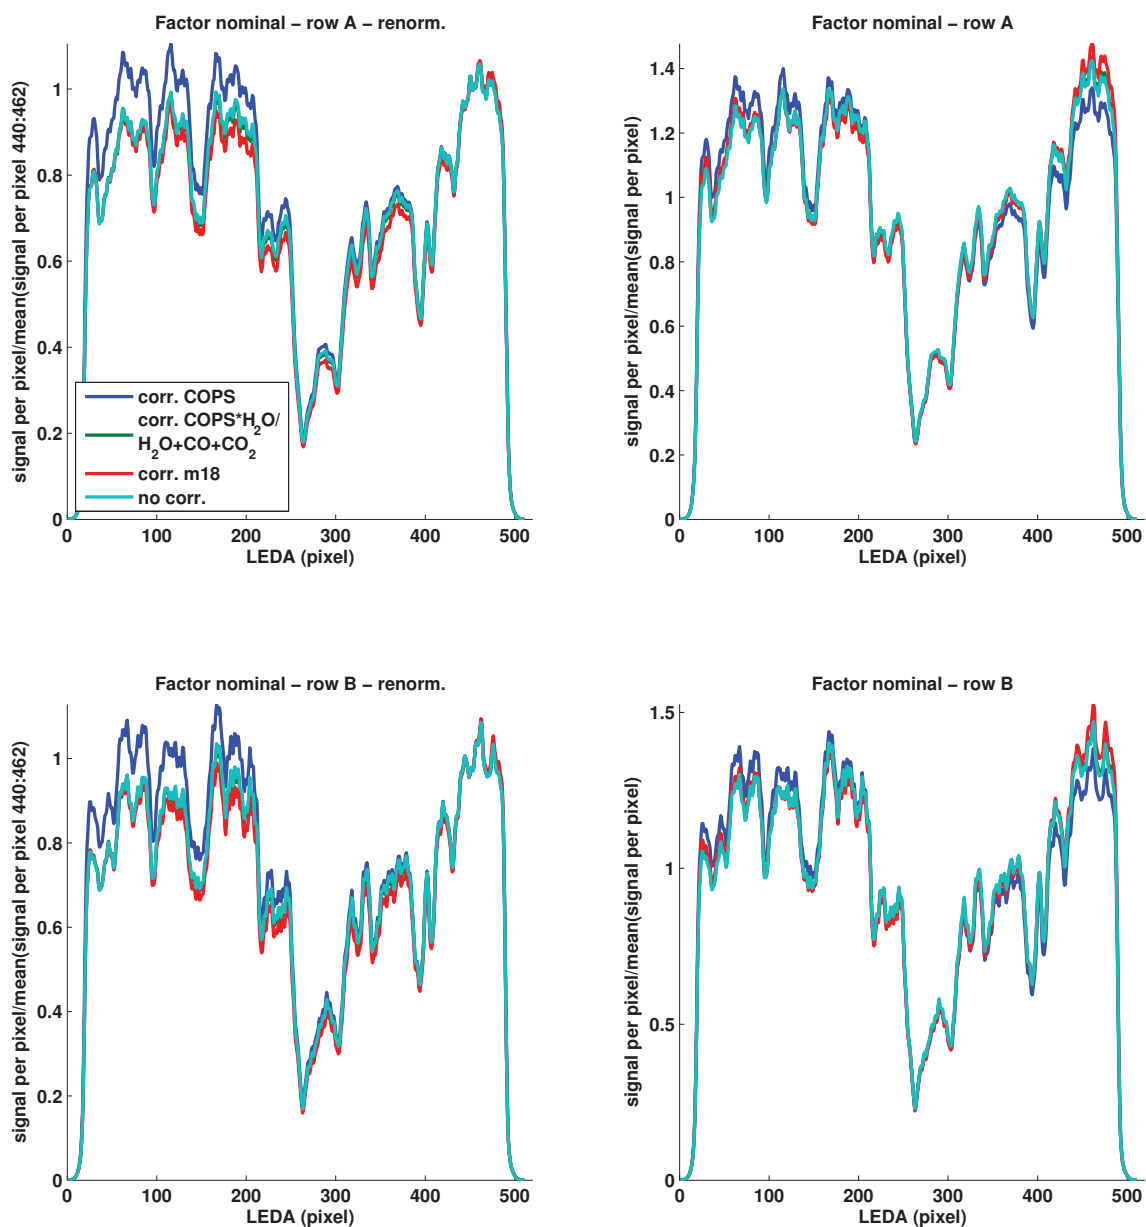 Factor nominal − row A − renorm.
signal per pixel/mean(signal per pixel 440:462)
1
0.8
0.6
0.4
0.2
0
corr. COPS
corr. COPS*H2O/
H2O+CO+CO2
corr. m18
no corr.
0 100 200 300 400 500
LEDA (pixel)
Factor nominal − row A
signal per pixel/mean(signal per pixel)
1.4
1.2
1
0.8
0.6
0.4
0.2
0
0 100 200 300 400 500
LEDA (pixel)
Factor nominal − row B − renorm.
signal per pixel/mean(signal per pixel 440:462)
1
0.8
0.6
0.4
0.2
0
0 100 200 300 400 500
LEDA (pixel)
Factor nominal − row B
signal per pixel/mean(signal per pixel)
1.5
1
0.5
0
0 100 200 300 400 500
LEDA (pixel)